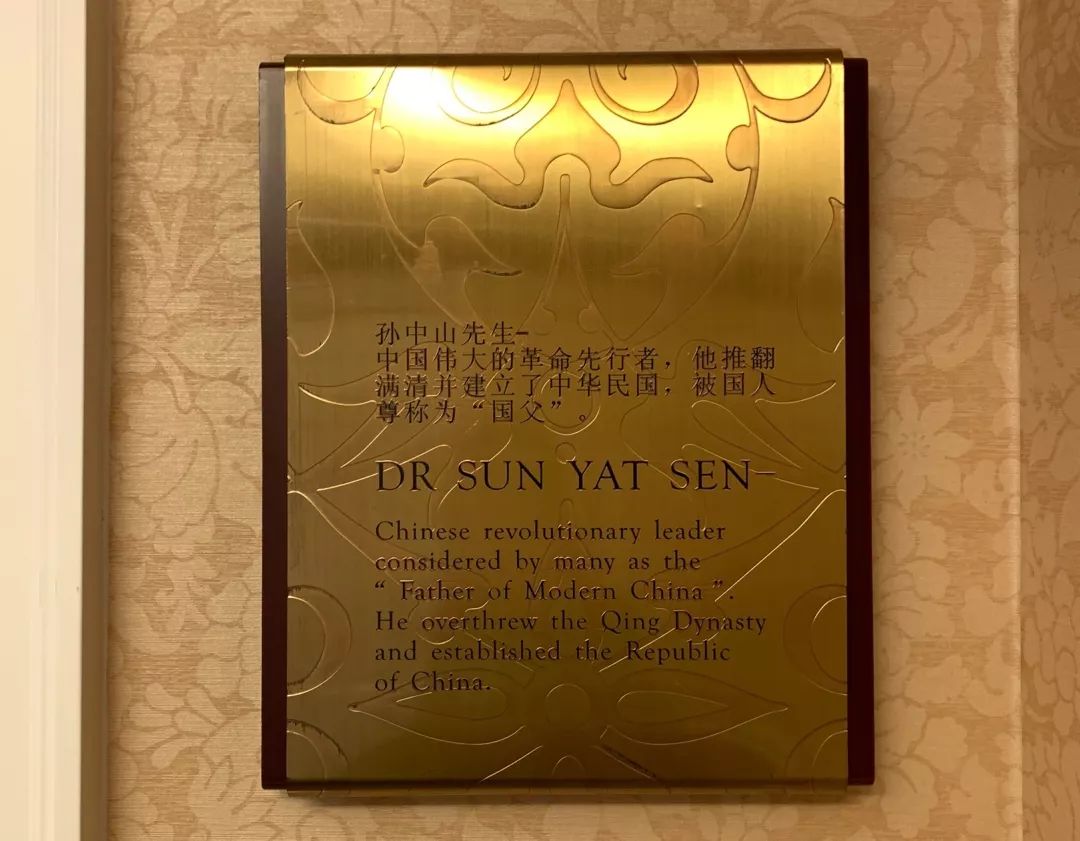 孙中山先生–
中国伟大的革命先行者，他推翻
满清并建立了中华民国，被国人
尊称为“国父”。
DR SUN YAT SEN–
Chinese revolutionary leader
considered by many as the
“ Father of Modern China ”.
He overthrew the Qing Dynasty
and established the Republic
of China.